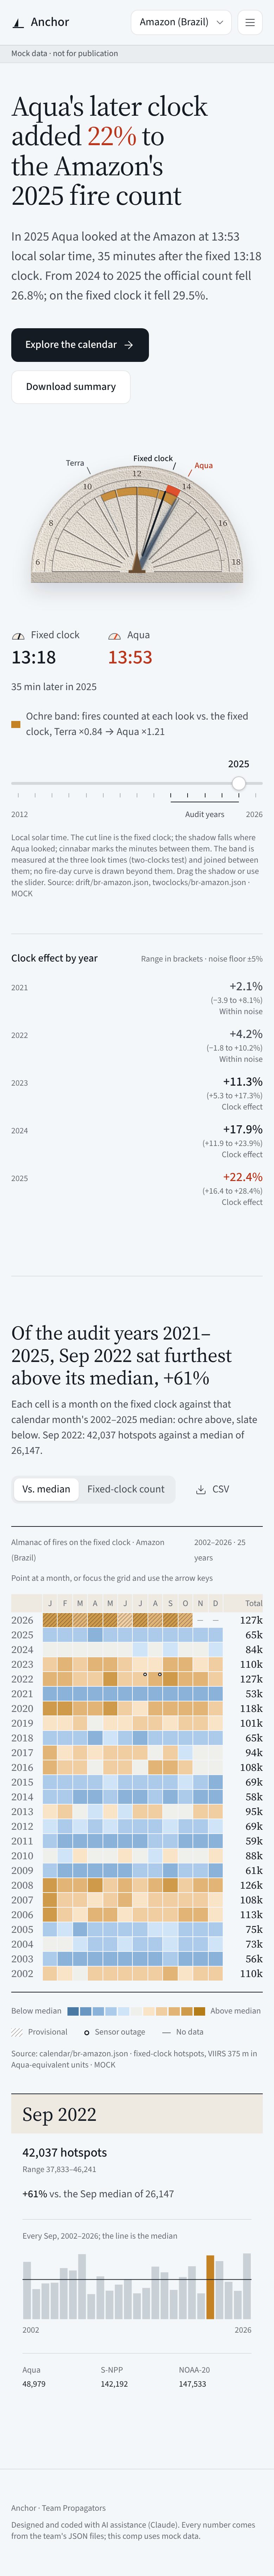 Anchor
Amazon (Brazil)
Mock data · not for publication
Aqua's later clock
added 22% to
the Amazon's
2025 fire count
In 2025 Aqua looked at the Amazon at 13:53
local solar time, 35 minutes after the fixed 13:18
clock. From 2024 to 2025 the official count fell
26.8%; on the fixed clock it fell 29.5%.
Explore the calendar →
Download summary
Fixed clock
Terra
Aqua
12
10
14
8
16
6
18
Fixed clock
Aqua
13:18
13:53
35 min later in 2025
Ochre band: fires counted at each look vs. the fixed
clock, Terra ×0.84 → Aqua ×1.21
2025
2012
Audit years
2026
Local solar time. The cut line is the fixed clock; the shadow falls where
Aqua looked; cinnabar marks the minutes between them. The band is
measured at the three look times (two-clocks test) and joined between
them; no fire-day curve is drawn beyond them. Drag the shadow or use
the slider. Source: drift/br-amazon.json, twoclocks/br-amazon.json ·
MOCK
Clock effect by year
Range in brackets · noise floor ±5%
2021
+2.1%
(−3.9 to +8.1%)
Within noise
2022
+4.2%
(−1.8 to +10.2%)
Within noise
2023
+11.3%
(+5.3 to +17.3%)
Clock effect
2024
+17.9%
(+11.9 to +23.9%)
Clock effect
2025
+22.4%
(+16.4 to +28.4%)
Clock effect
Of the audit years 2021–
2025, Sep 2022 sat furthest
above its median, +61%
Each cell is a month on the fixed clock against that
calendar month's 2002–2025 median: ochre above, slate
below. Sep 2022: 42,037 hotspots against a median of
26,147.
Vs. median
Fixed-clock count
CSV
Almanac of fires on the fixed clock · Amazon
(Brazil)
2002–2026 · 25
years
Point at a month, or focus the grid and use the arrow keys
J F M A M J J A S O N D Total
2026 — — 127k
2025 65k
2024 84k
2023 110k
2022 127k
2021 53k
2020 118k
2019 101k
2018 65k
2017 94k
2016 108k
2015 69k
2014 58k
2013 95k
2012 69k
2011 59k
2010 88k
2009 61k
2008 126k
2007 108k
2006 113k
2005 75k
2004 73k
2003 56k
2002 110k
Below median
Above median
Provisional
Sensor outage
— No data
Source: calendar/br-amazon.json · fixed-clock hotspots, VIIRS 375 m in
Aqua-equivalent units · MOCK
Sep 2022
42,037 hotspots
Range 37,833–46,241
+61% vs. the Sep median of 26,147
Every Sep, 2002–2026; the line is the median
2002
2026
Aqua
S-NPP
NOAA-20
48,979
142,192
147,533
Anchor · Team Propagators
Designed and coded with AI assistance (Claude). Every number comes
from the team's JSON files; this comp uses mock data.